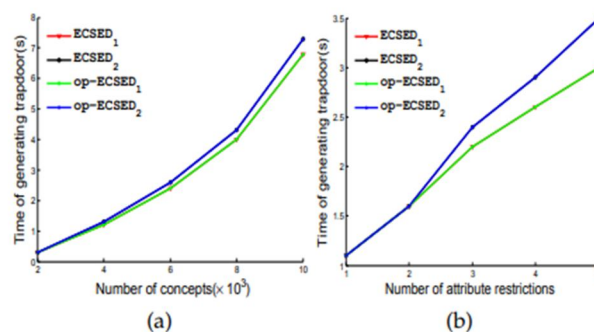 8
7
6
5
4
3
2
1
0
Time of generating trapdoor(s)
ECSED1
ECSED2
op-ECSED1
op-ECSED2
2 4 6 8 10
Number of concepts(× 10³)
(a)
3.5
3
2.5
2
1.5
1
Time of generating trapdoor(s)
ECSED1
ECSED2
op-ECSED1
op-ECSED2
1 2 3 4
Number of attribute restrictions
(b)